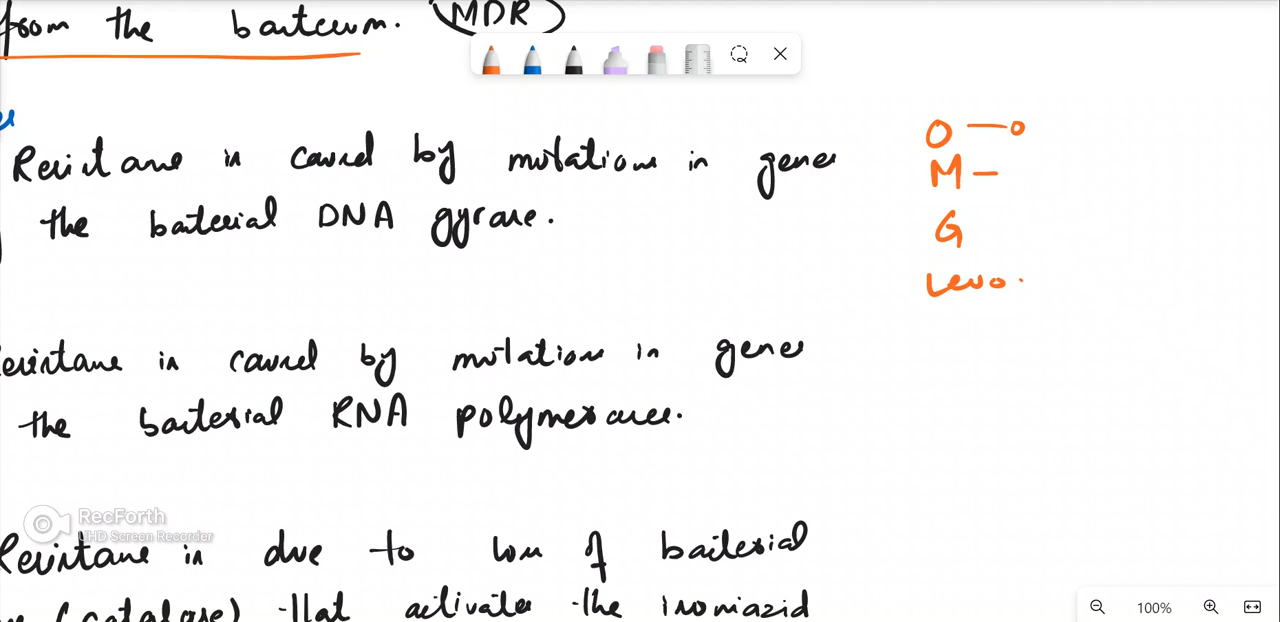 from the bacterium. (MDR)
O — o
Resistance is caused by mutations in genes
M —
the bacterial DNA gyrase.
G
Levo.
Resistance is caused by mutations in genes
the bacterial RNA polymerase.
RecForth
UHD Screen Recorder
Resistance is due to loss of bacterial
(catalase) that activates the isoniazid
100%